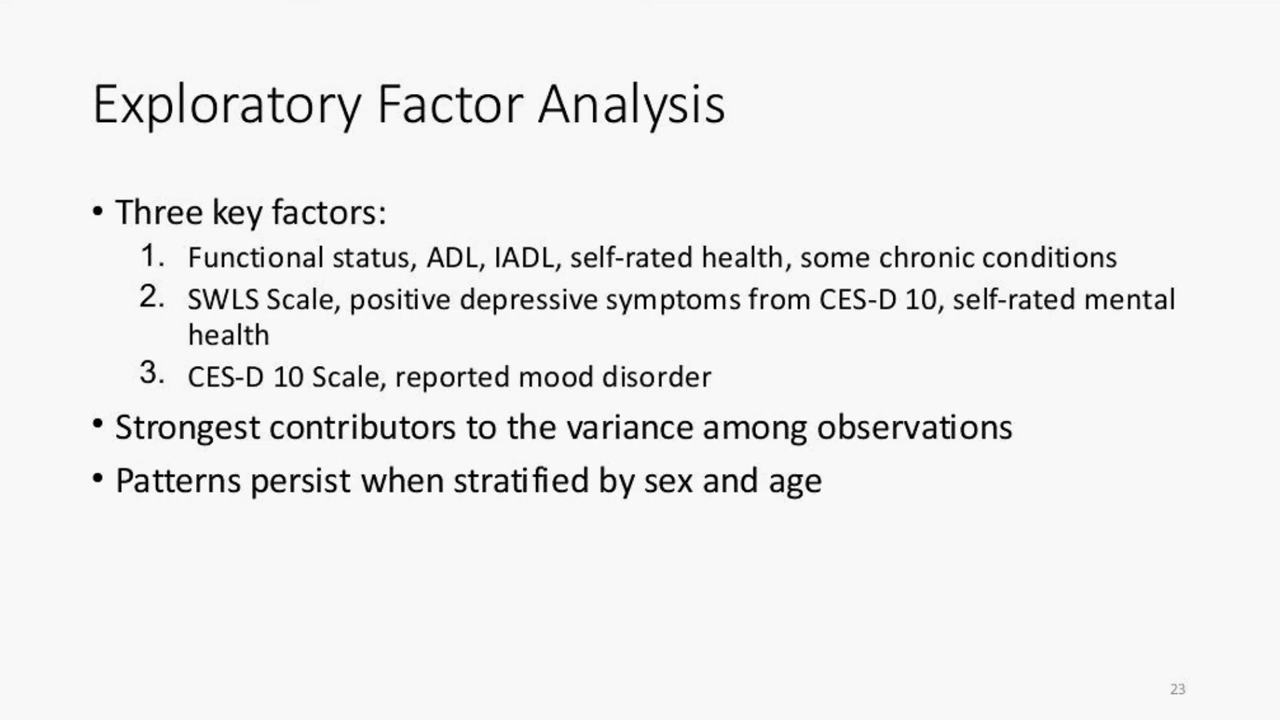 Exploratory Factor Analysis
• Three key factors:
1. Functional status, ADL, IADL, self-rated health, some chronic conditions
2. SWLS Scale, positive depressive symptoms from CES-D 10, self-rated mental
health
3. CES-D 10 Scale, reported mood disorder
• Strongest contributors to the variance among observations
• Patterns persist when stratified by sex and age
23